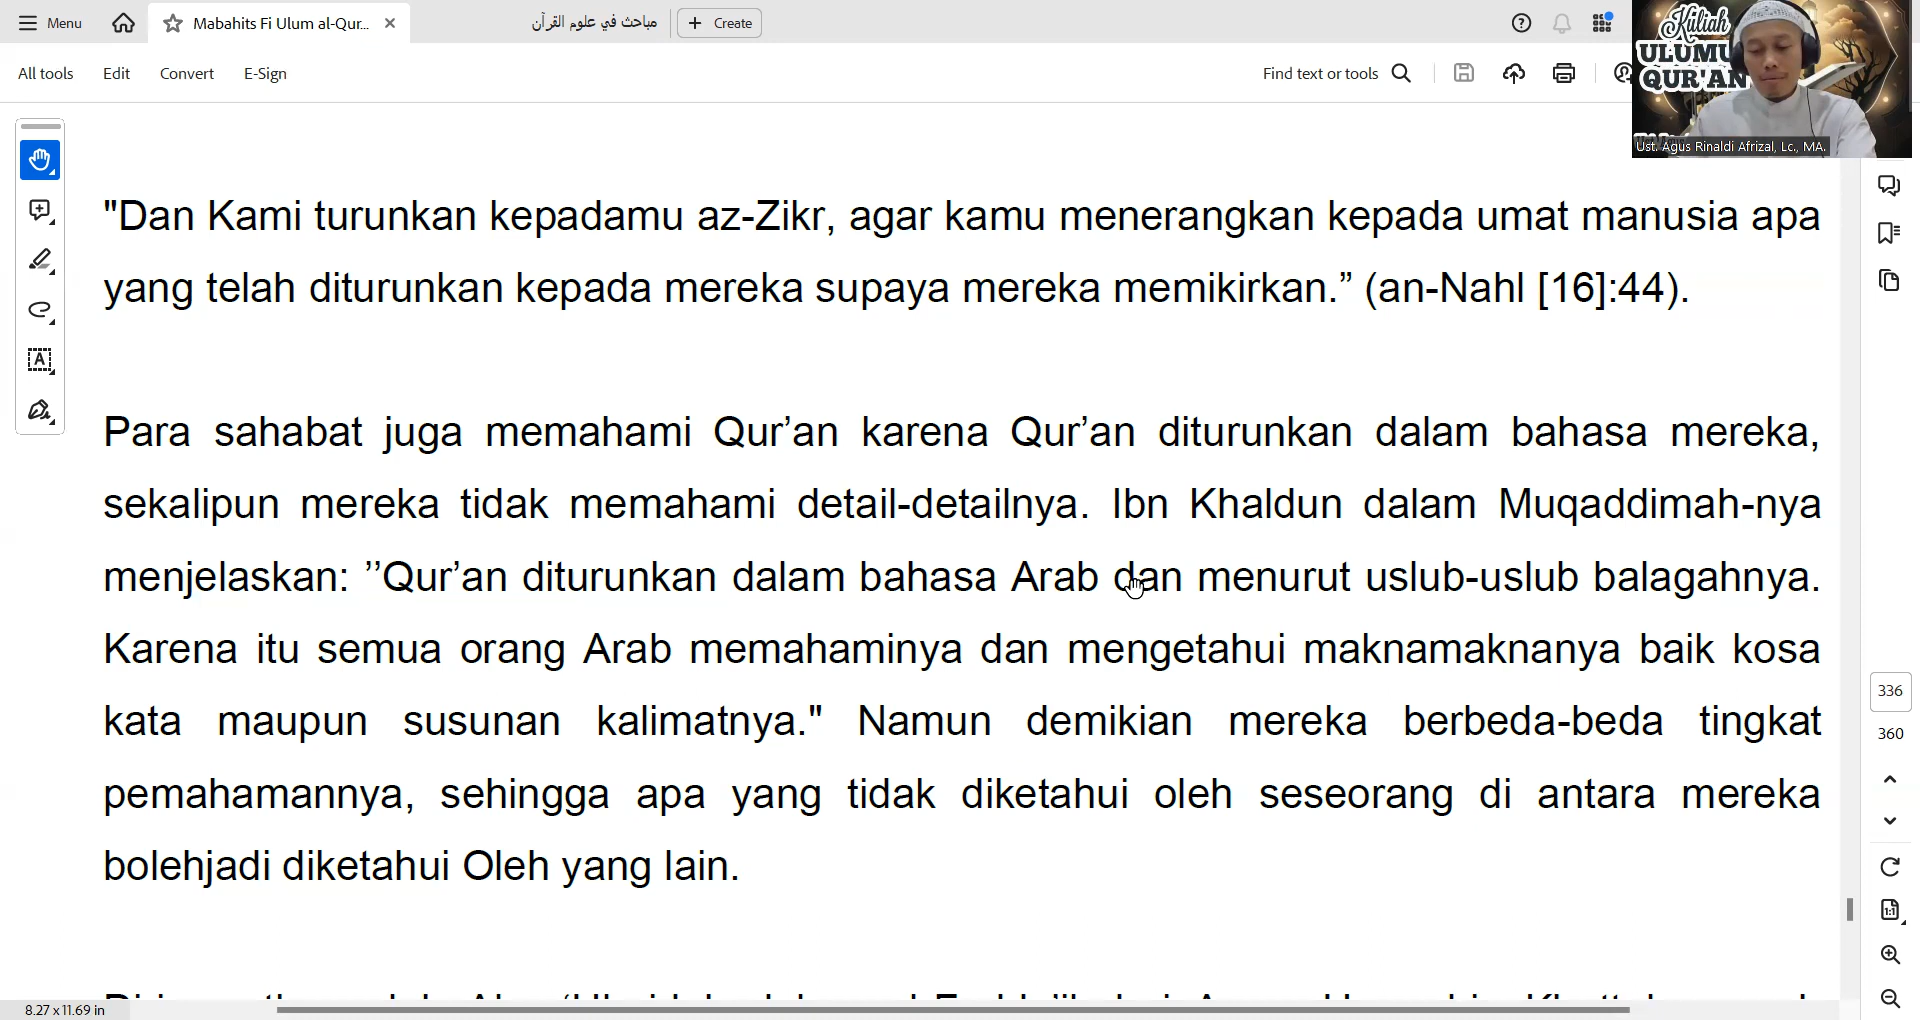 Menu
Mabahits Fi Ulum al-Qur...
مباحث في علوم القرآن
Create
All tools
Edit
Convert
E-Sign
Find text or tools
Kuliah
ULUMU
QUR'AN
Ust. Agus Rinaldi Afrizal, Lc., MA.
"Dan Kami turunkan kepadamu az-Zikr, agar kamu menerangkan kepada umat manusia apa
yang telah diturunkan kepada mereka supaya mereka memikirkan.” (an-Nahl [16]:44).
Para sahabat juga memahami Qur’an karena Qur’an diturunkan dalam bahasa mereka,
sekalipun mereka tidak memahami detail-detailnya. Ibn Khaldun dalam Muqaddimah-nya
menjelaskan: ’’Qur’an diturunkan dalam bahasa Arab dan menurut uslub-uslub balagahnya.
Karena itu semua orang Arab memahaminya dan mengetahui maknamaknanya baik kosa
kata maupun susunan kalimatnya." Namun demikian mereka berbeda-beda tingkat
pemahamannya, sehingga apa yang tidak diketahui oleh seseorang di antara mereka
bolehjadi diketahui Oleh yang lain.
336
360
8.27 x 11.69 in